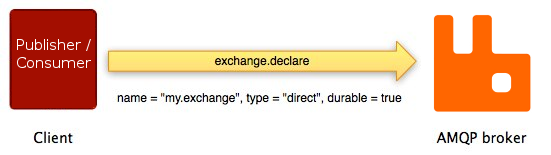 Publisher /
Consumer
exchange.declare
name = "my.exchange", type = "direct", durable = true
Client
AMQP broker